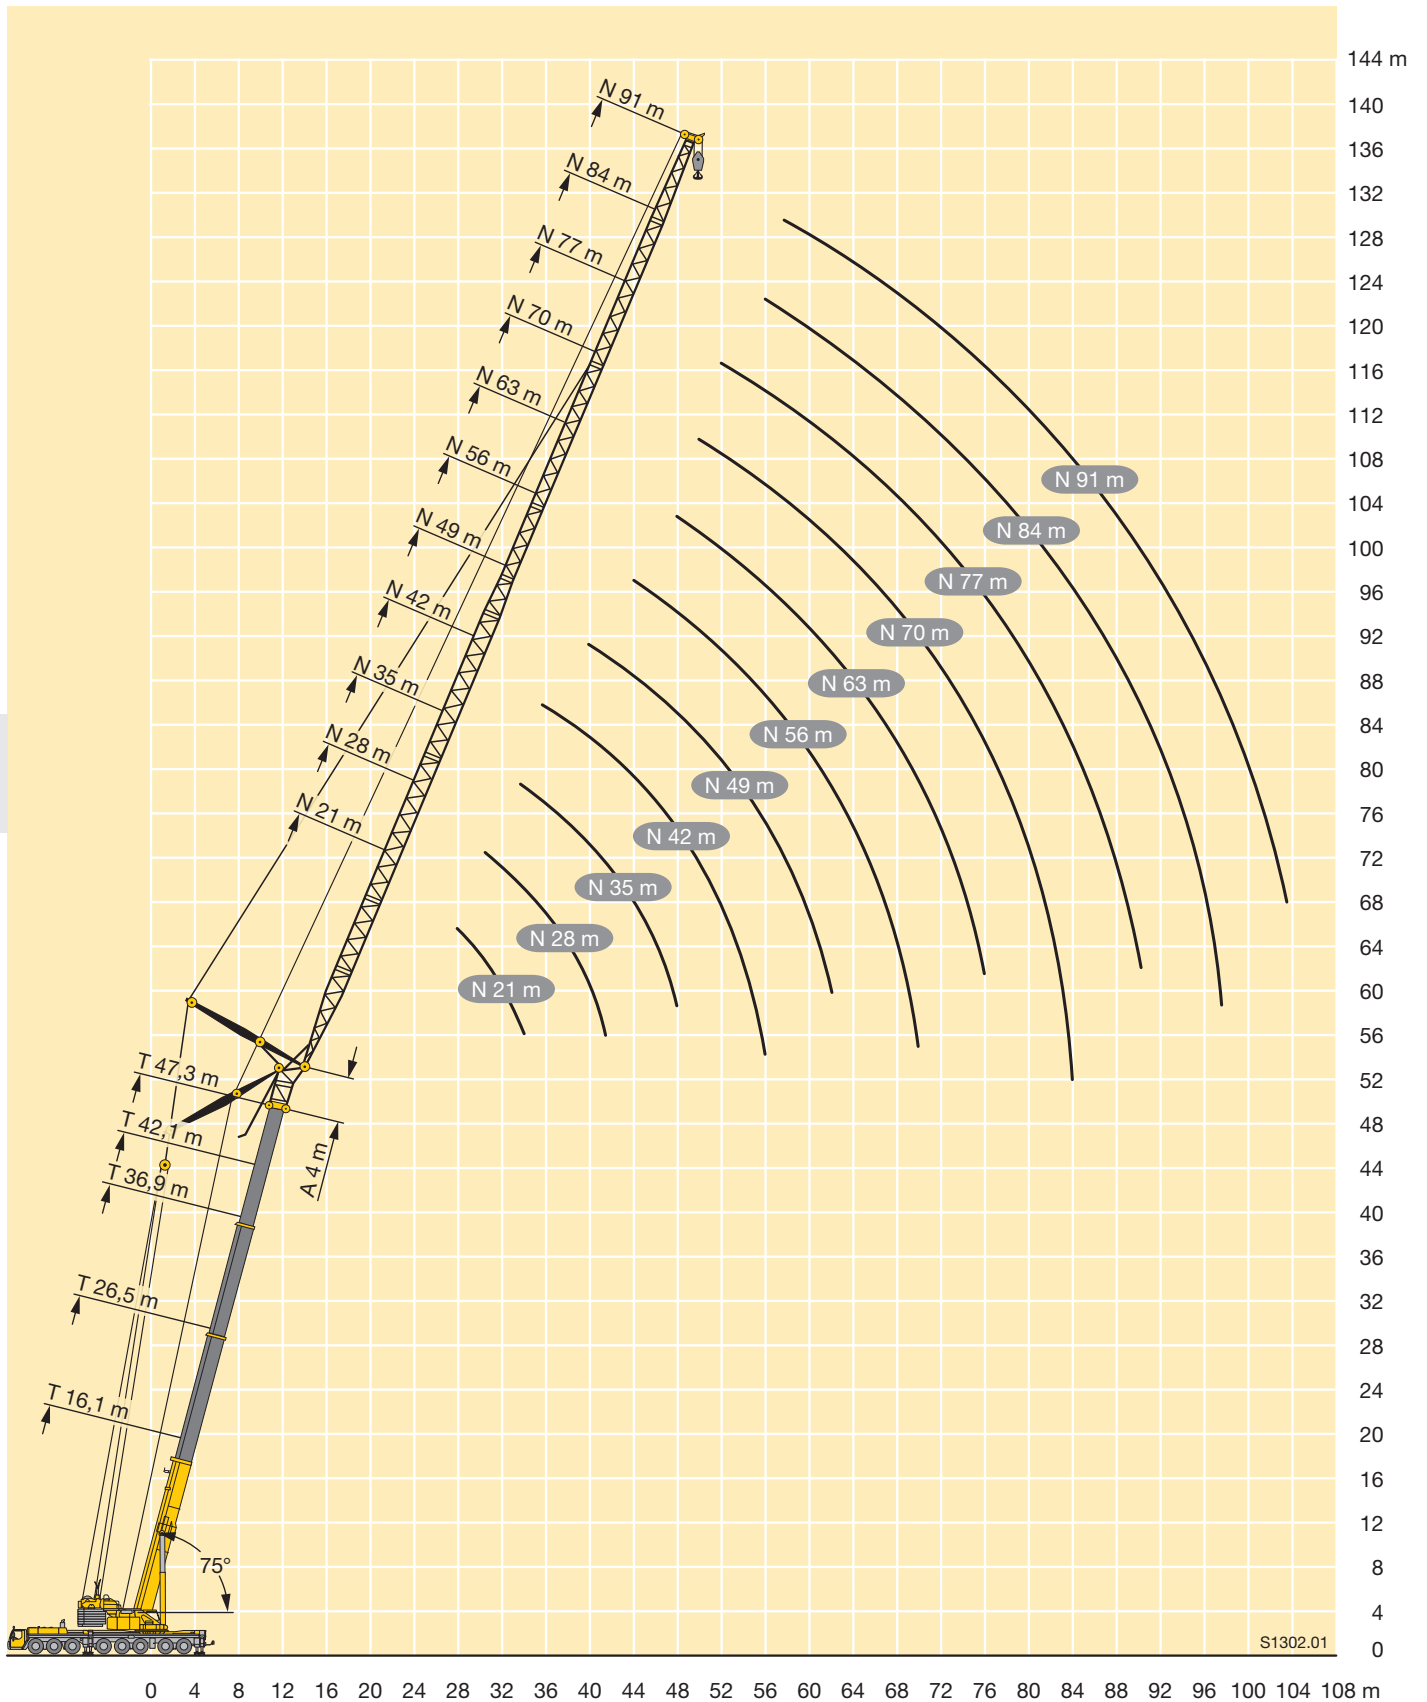 144 m
140
136
132
128
124
120
116
112
108
104
100
96
92
88
84
80
76
72
68
64
60
56
52
48
44
40
36
32
28
24
20
16
12
8
4
0
N 91 m
N 84 m
N 77 m
N 70 m
N 63 m
N 56 m
N 49 m
N 42 m
N 35 m
N 28 m
N 21 m
N 91 m
N 84 m
N 77 m
N 70 m
N 63 m
N 56 m
N 49 m
N 42 m
N 35 m
N 28 m
N 21 m
T 47,3 m
T 42,1 m
T 36,9 m
T 26,5 m
T 16,1 m
A 4 m
75°
S1302.01
0 4 8 12 16 20 24 28 32 36 40 44 48 52 56 60 64 68 72 76 80 84 88 92 96 100 104 108 m